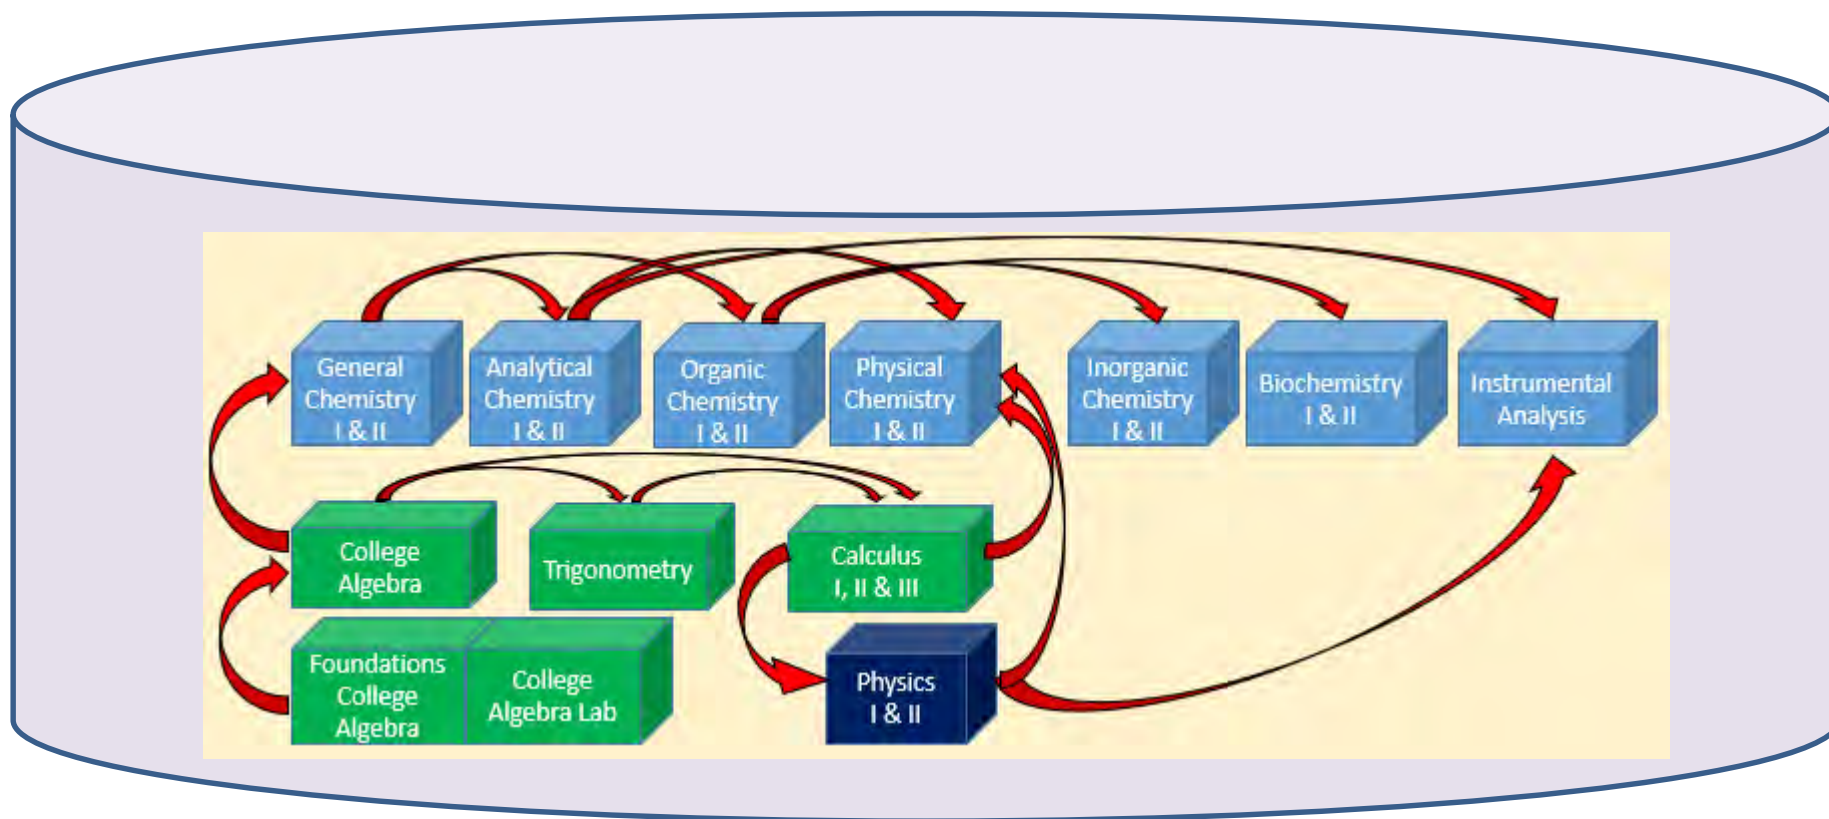 General
Chemistry
I & II
Analytical
Chemistry
I & II
Organic
Chemistry
I & II
Physical
Chemistry
I & II
Inorganic
Chemistry
I & II
Biochemistry
I & II
Instrumental
Analysis
College
Algebra
Trigonometry
Calculus
I, II & III
Foundations
College
Algebra
College
Algebra Lab
Physics
I & II